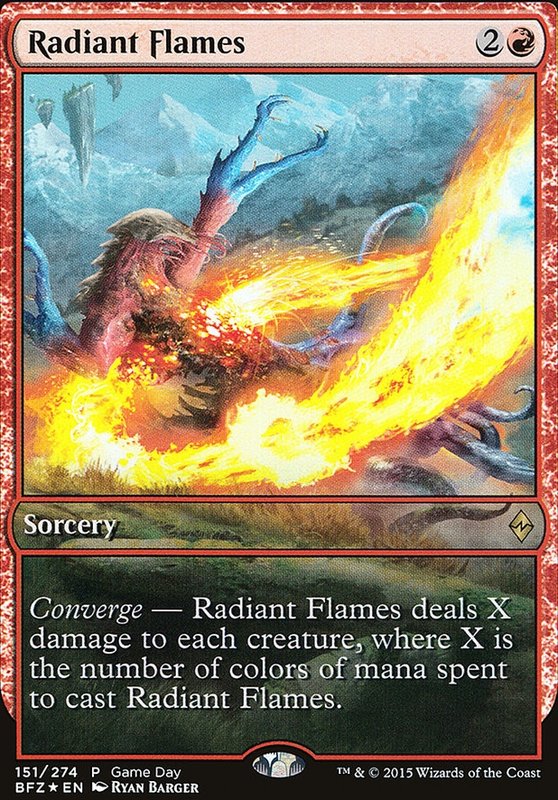 Radiant Flames 2
Sorcery
Converge — Radiant Flames deals X
damage to each creature, where X is
the number of colors of mana spent
to cast Radiant Flames.
151/274 P Game Day
BFZ ★ EN Ryan Barger
™ & © 2015 Wizards of the Coast